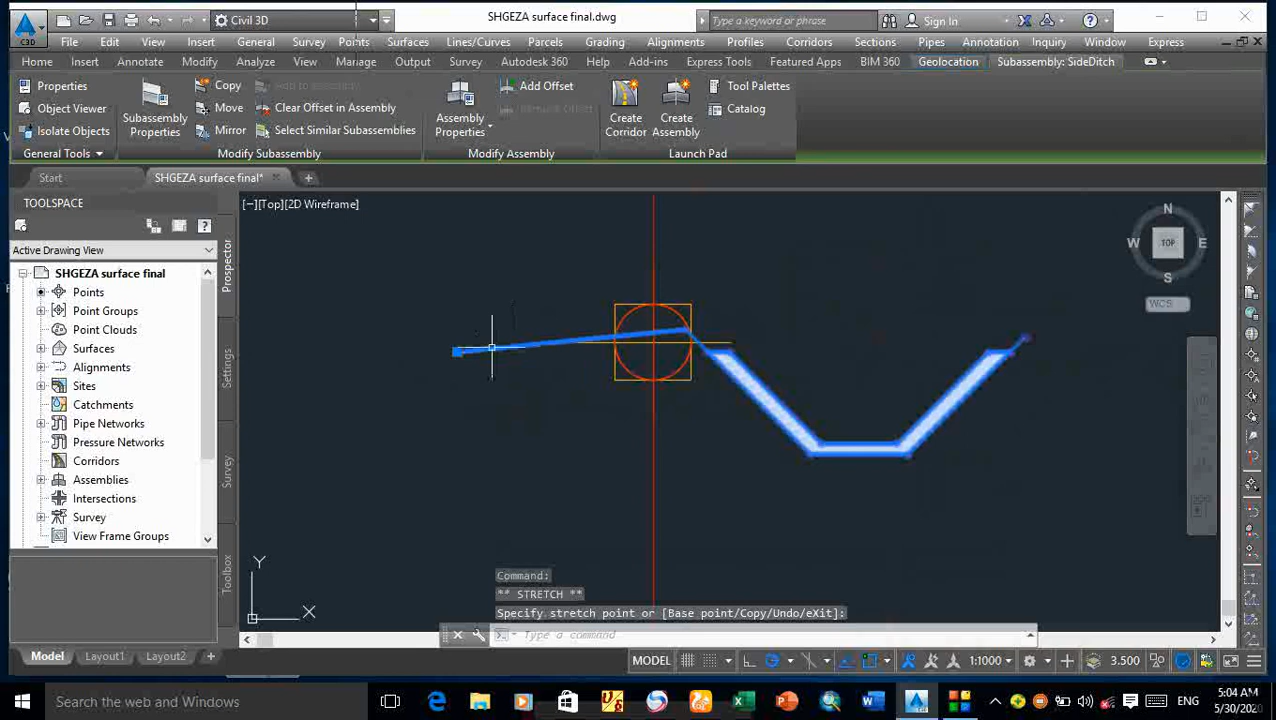 Civil 3D
SHGEZA surface final.dwg
Type a keyword or phrase
Sign In
C3D
File Edit View Insert General Survey Points Surfaces Lines/Curves Parcels Grading Alignments Profiles Corridors Sections Pipes Annotation Inquiry Window Express
Home Insert Annotate Modify Analyze View Manage Output Survey Autodesk 360 Help Add-ins Express Tools Featured Apps BIM 360 Geolocation Subassembly: SideDitch
Properties
Object Viewer
Isolate Objects
General Tools
Subassembly
Properties
Copy
Move
Mirror
Add to Assembly
Clear Offset in Assembly
Select Similar Subassemblies
Modify Subassembly
Assembly
Properties
Add Offset
Modify Assembly
Create
Corridor
Create
Assembly
Tool Palettes
Catalog
Launch Pad
Start
SHGEZA surface final*
TOOLSPACE
Active Drawing View
SHGEZA surface final
Points
Point Groups
Point Clouds
Surfaces
Alignments
Sites
Catchments
Pipe Networks
Pressure Networks
Corridors
Assemblies
Intersections
Survey
View Frame Groups
Prospector
Settings
Survey
Toolbox
[−][Top][2D Wireframe]
N
W
TOP
E
S
WCS
Y
X
Command:
** STRETCH **
Specify stretch point or [Base point/Copy/Undo/eXit]:
Type a command
Model Layout1 Layout2 +
MODEL
1:1000
3.500
Search the web and Windows
ENG
5:04 AM